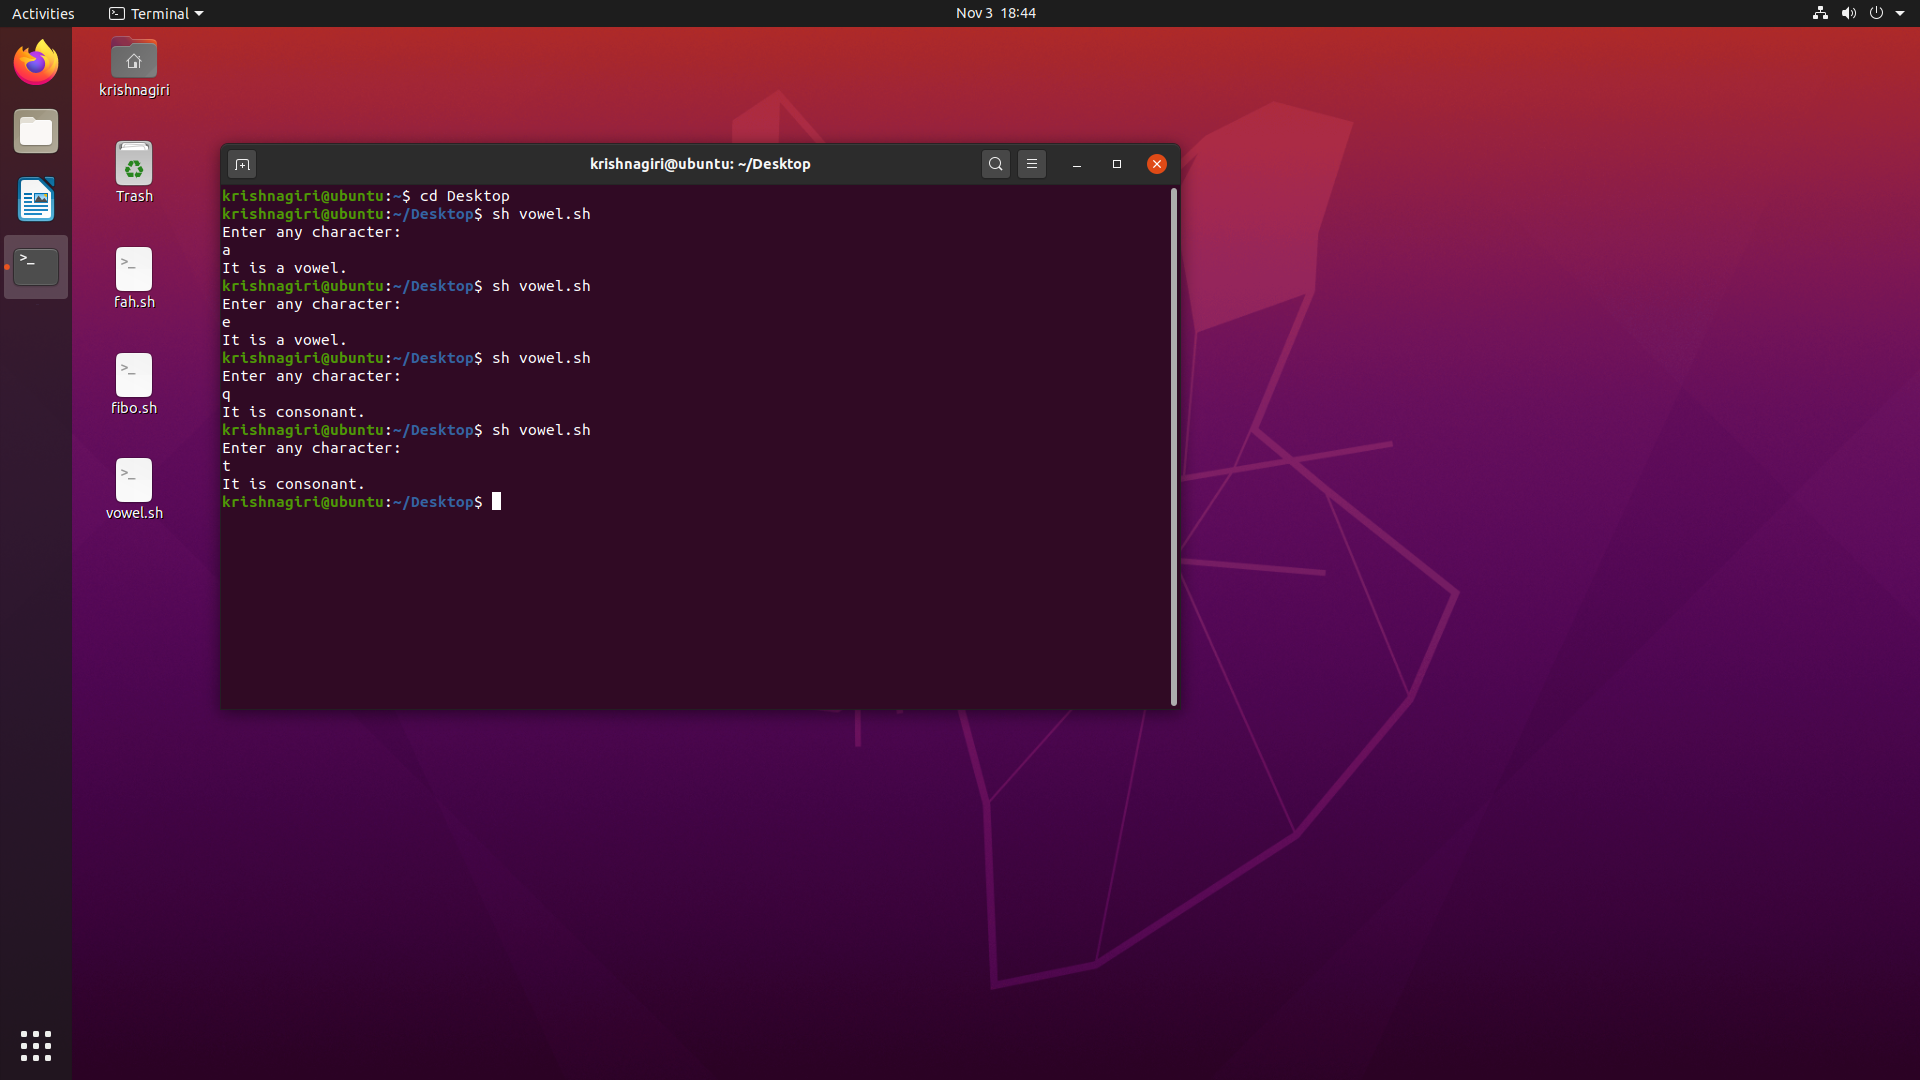 Activities
Terminal
Nov 3 18:44
krishnagiri
Trash
fah.sh
fibo.sh
vowel.sh
krishnagiri@ubuntu: ~/Desktop
krishnagiri@ubuntu:~$ cd Desktop
krishnagiri@ubuntu:~/Desktop$ sh vowel.sh
Enter any character:
a
It is a vowel.
krishnagiri@ubuntu:~/Desktop$ sh vowel.sh
Enter any character:
e
It is a vowel.
krishnagiri@ubuntu:~/Desktop$ sh vowel.sh
Enter any character:
q
It is consonant.
krishnagiri@ubuntu:~/Desktop$ sh vowel.sh
Enter any character:
t
It is consonant.
krishnagiri@ubuntu:~/Desktop$